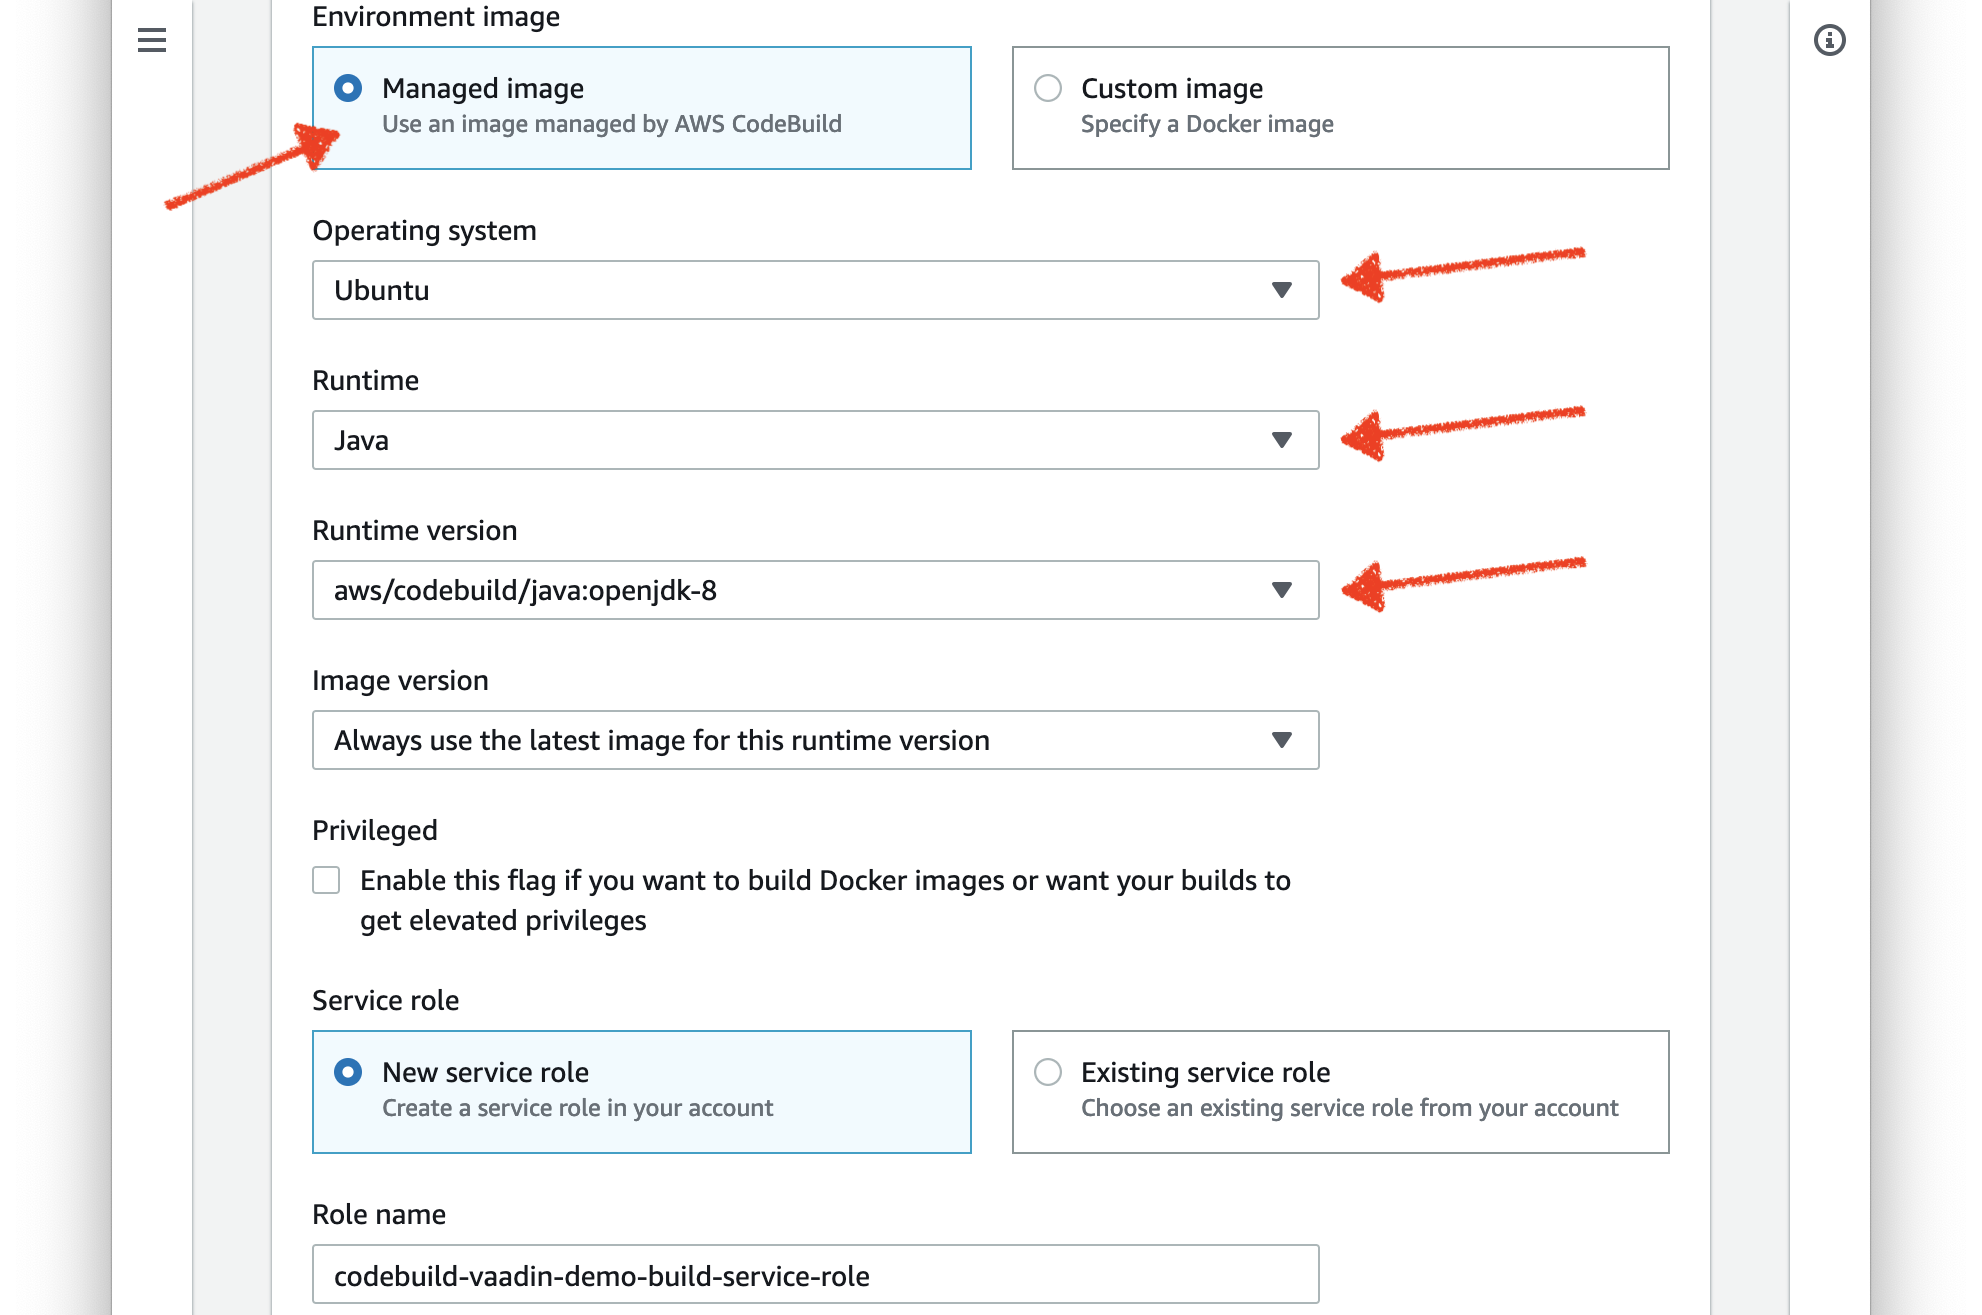 Environment image
Managed image
Use an image managed by AWS CodeBuild
Custom image
Specify a Docker image
Operating system
Ubuntu
Runtime
Java
Runtime version
aws/codebuild/java:openjdk-8
Image version
Always use the latest image for this runtime version
Privileged
Enable this flag if you want to build Docker images or want your builds to
get elevated privileges
Service role
New service role
Create a service role in your account
Existing service role
Choose an existing service role from your account
Role name
codebuild-vaadin-demo-build-service-role